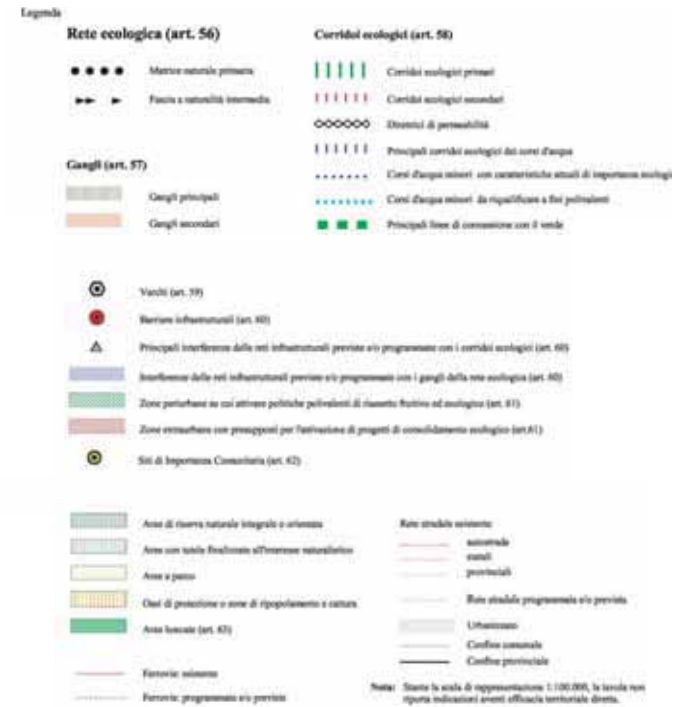 Legenda
Rete ecologica (art. 56)
Matrice naturale primaria
Fascia a naturalità intermedia
Gangli (art. 57)
Gangli principali
Gangli secondari
Corridoi ecologici (art. 58)
Corridoi ecologici primari
Corridoi ecologici secondari
Direttrici di permeabilità
Principali corridoi ecologici dei corsi d'acqua
Corsi d'acqua minori con caratteristiche attuali di importanza ecologi
Corsi d'acqua minori da riqualificare a fini polivalenti
Principali linee di connessione con il verde
Varchi (art. 59)
Barriere infrastrutturali (art. 60)
Principali interferenze delle reti infrastrutturali previste e/o programmate con i corridoi ecologici (art. 60)
Interferenze delle reti infrastrutturali previste e/o programmate con i gangli della rete ecologica (art. 60)
Zone periurbane su cui attivare politiche polivalenti di riassetto fruitivo ed ecologico (art. 61)
Zone extraurbane con presupposti per l'attivazione di progetti di consolidamento ecologico (art.61)
Siti di Importanza Comunitaria (art. 62)
Aree di riserva naturale integrale o orientata
Aree con tutela finalizzata all'interesse naturalistico
Aree a parco
Oasi di protezione o zone di ripopolamento e cattura
Aree boscate (art. 63)
Ferrovie esistente
Ferrovie programmata e/o prevista
Rete stradale esistente
autostrade
statali
provinciali
Rete stradale programmata e/o prevista
Urbanizzato
Confine comunale
Confine provinciale
Nota: Stante la scala di rappresentazione 1:100.000, la tavola non
riporta indicazioni aventi efficacia territoriale diretta.